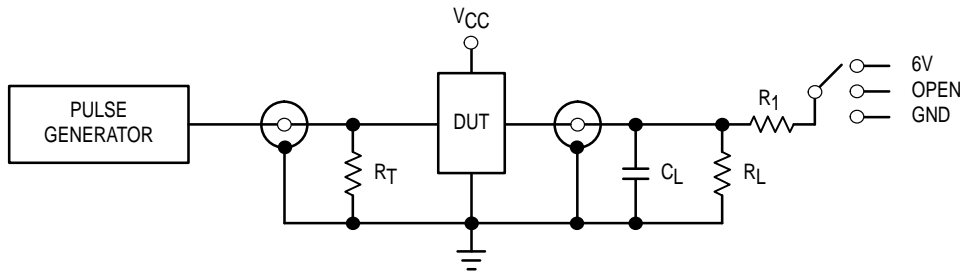 VCC
PULSE
GENERATOR
DUT
RT
CL
RL
R1
6V
OPEN
GND